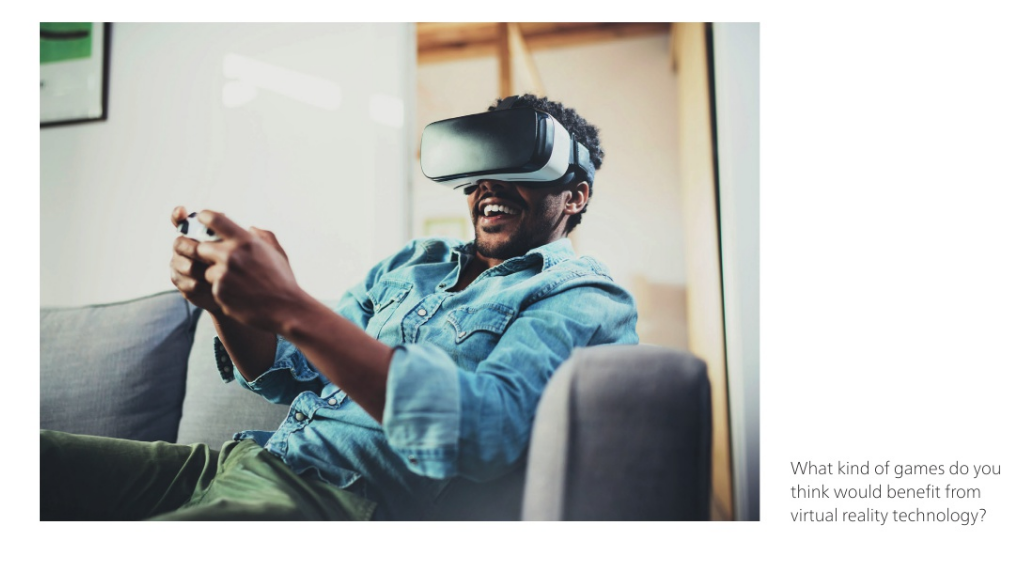 What kind of games do you
think would benefit from
virtual reality technology?